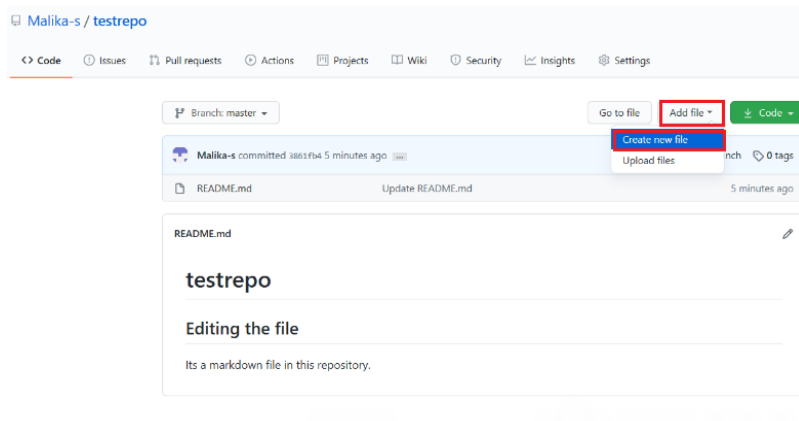 Malika-s / testrepo
Code Issues Pull requests Actions Projects Wiki Security Insights Settings
Branch: master Go to file Add file Code
Create new file
Malika-s committed 3861fb4 5 minutes ago ... nch 0 tags
Upload files
README.md Update README.md 5 minutes ago
README.md
testrepo
Editing the file
Its a markdown file in this repository.